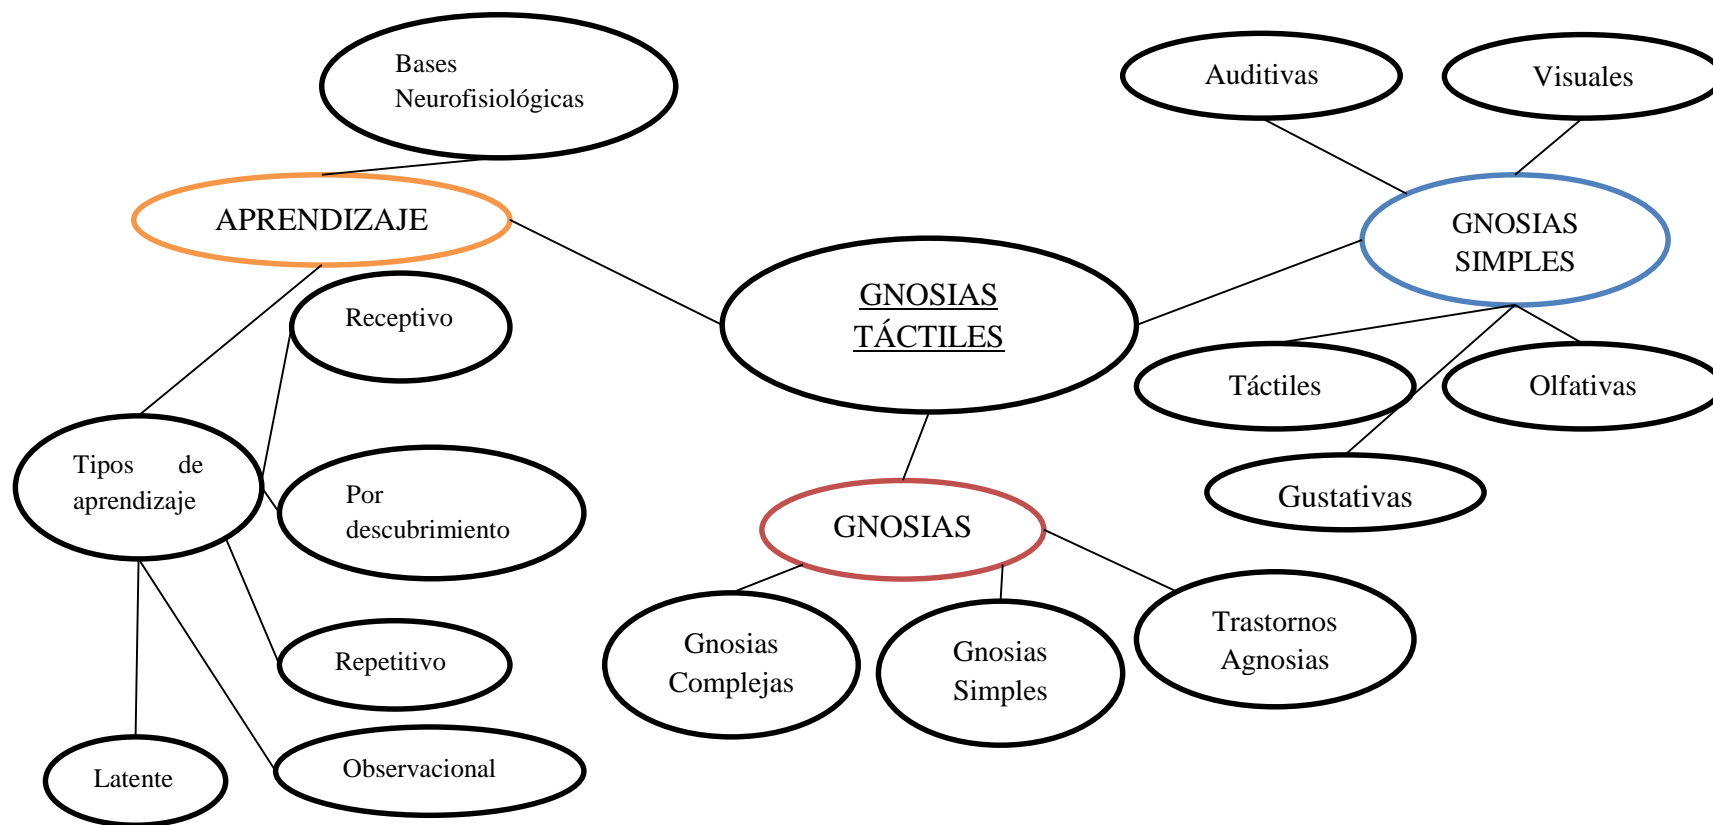 Bases
Neurofisiológicas
APRENDIZAJE
Receptivo
Tipos de
aprendizaje
Por
descubrimiento
Repetitivo
Latente
Observacional
GNOSIAS
TÁCTILES
GNOSIAS
Gnosias
Complejas
Gnosias
Simples
Trastornos
Agnosias
Auditivas
Visuales
GNOSIAS
SIMPLES
Táctiles
Olfativas
Gustativas